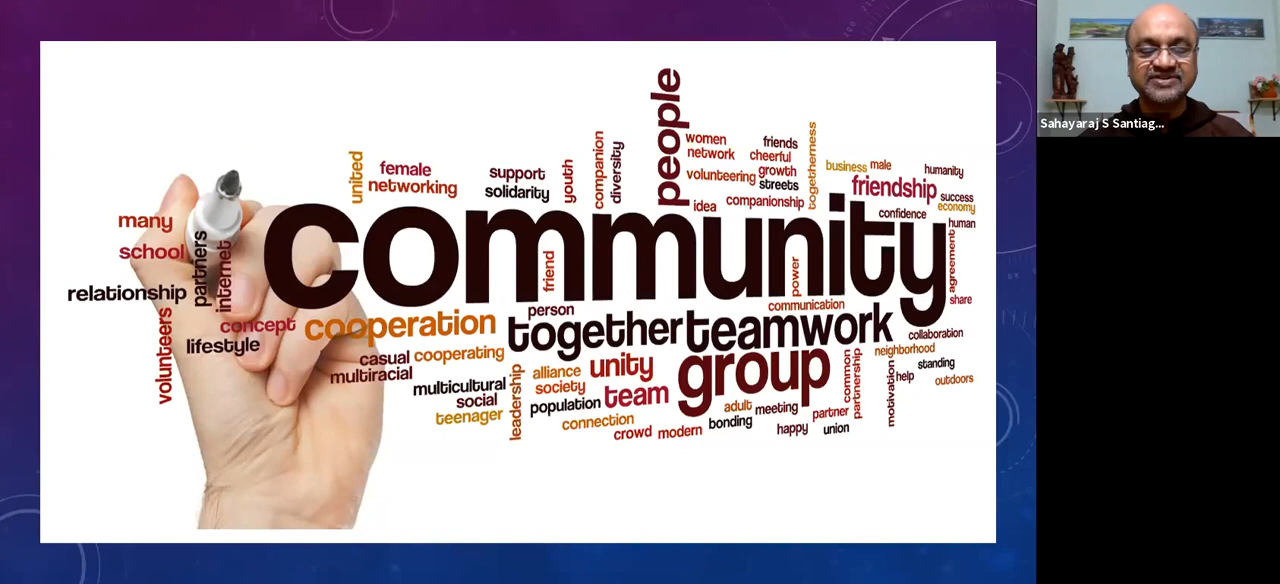 people
women
friends
togetherness
network
cheerful
united
female
support
companion
diversity
youth
volunteering
growth
business
male
humanity
networking
solidarity
streets
friendship
success
idea
companionship
confidence
economy
many
community
human
school
partners
internet
friend
power
agreement
relationship
share
communication
person
concept
cooperation
together
teamwork
collaboration
volunteers
lifestyle
casual
cooperating
neighborhood
multiracial
alliance
unity
group
common
partnership
standing
motivation
help
outdoors
multicultural
leadership
society
team
social
population
adult
meeting
teenager
partner
connection
bonding
crowd
modern
happy
union
Sahayaraj S Santiag...